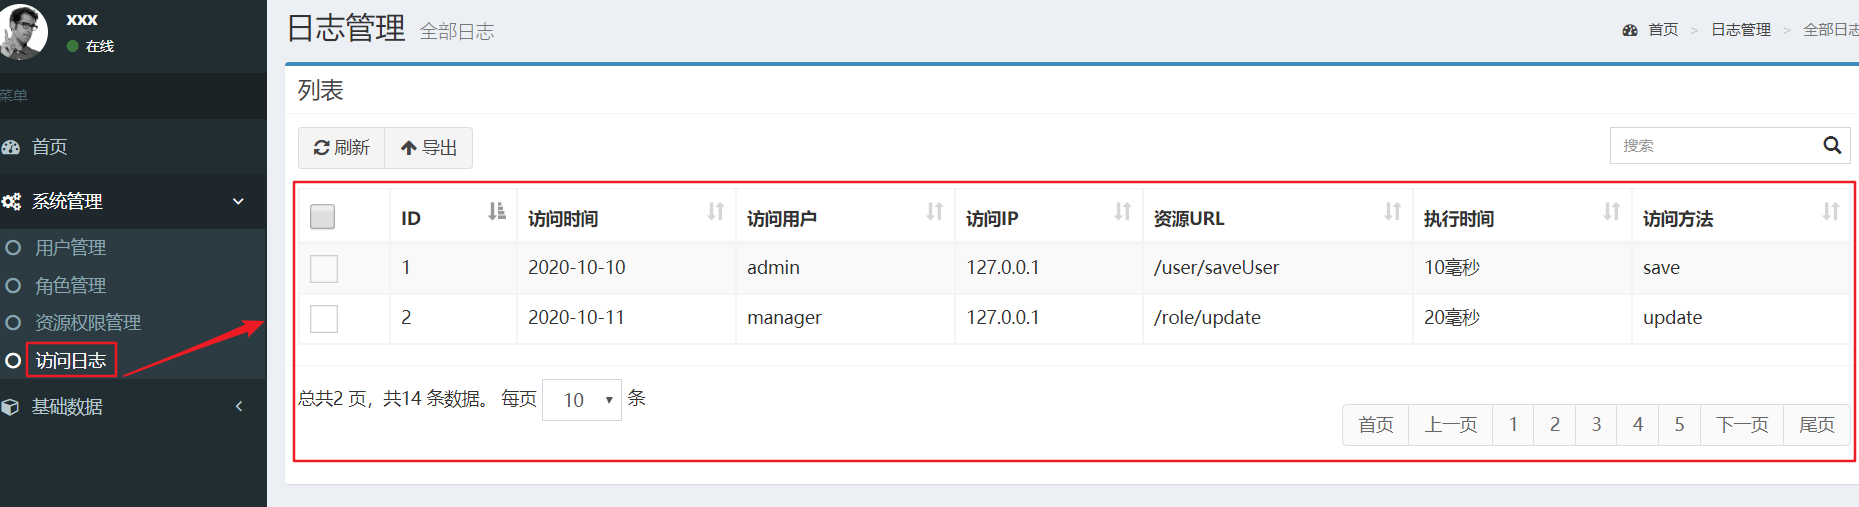 xxx
在线
菜单
首页
系统管理
用户管理
角色管理
资源权限管理
访问日志
基础数据
日志管理 全部日志
首页 > 日志管理 > 全部日志
列表
刷新 导出
搜索
ID 访问时间 访问用户 访问IP 资源URL 执行时间 访问方法
1 2020-10-10 admin 127.0.0.1 /user/saveUser 10毫秒 save
2 2020-10-11 manager 127.0.0.1 /role/update 20毫秒 update
总共2 页，共14 条数据。 每页 10 条
首页 上一页 1 2 3 4 5 下一页 尾页